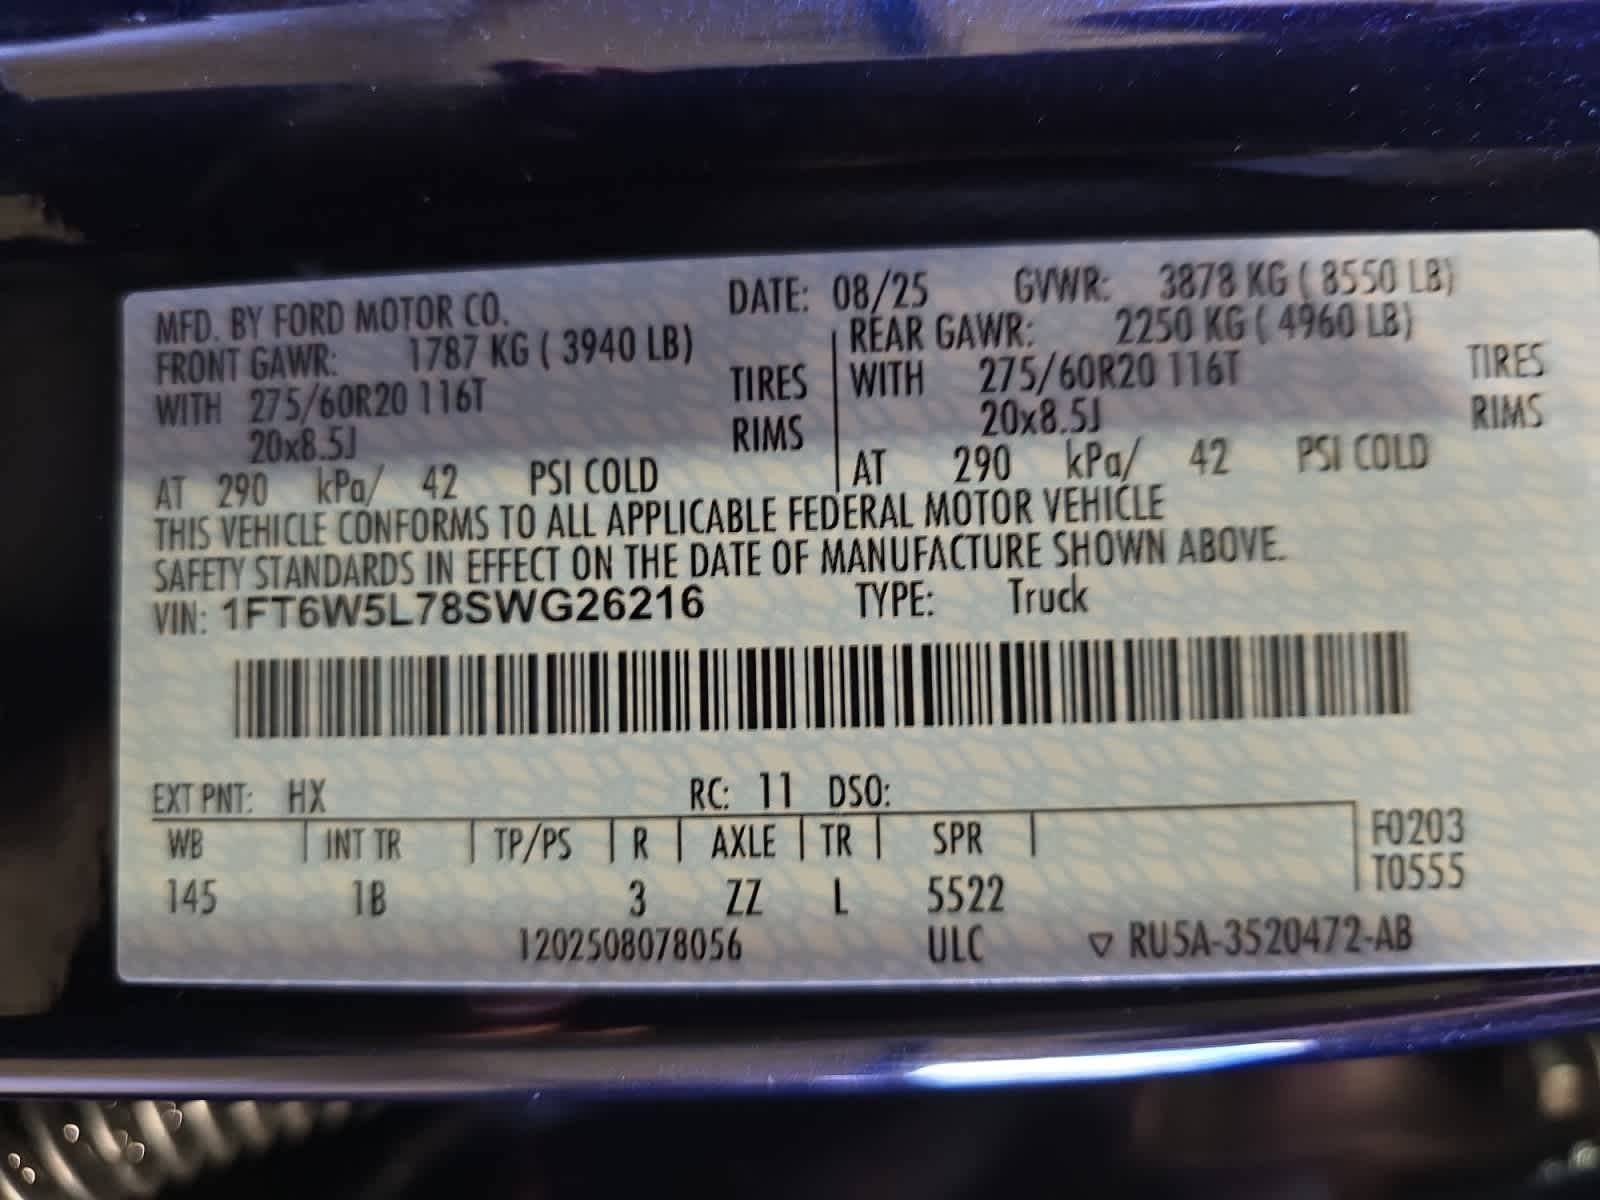 MFD. BY FORD MOTOR CO. DATE: 08/25 GVWR: 3878 KG ( 8550 LB)
FRONT GAWR: 1787 KG ( 3940 LB) REAR GAWR: 2250 KG ( 4960 LB)
WITH 275/60R20 116T TIRES WITH 275/60R20 116T TIRES
20x8.5J RIMS 20x8.5J RIMS
AT 290 kPa/ 42 PSI COLD AT 290 kPa/ 42 PSI COLD
THIS VEHICLE CONFORMS TO ALL APPLICABLE FEDERAL MOTOR VEHICLE
SAFETY STANDARDS IN EFFECT ON THE DATE OF MANUFACTURE SHOWN ABOVE.
VIN: 1FT6W5L78SWG26216 TYPE: Truck
EXT PNT: HX RC: 11 DSO:
WB INT TR TP/PS R AXLE TR SPR F0203
T0555
145 1B 3 ZZ L 5522
1202508078056 ULC ▽ RU5A-3520472-AB